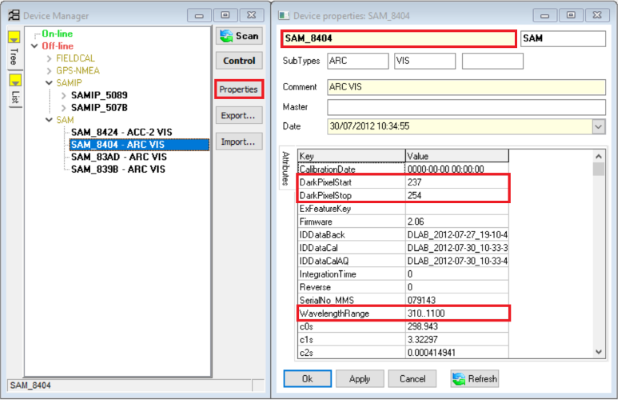 Device Manager
Tree
List
On-line
Off-line
FIELDCAL
GPS-NMEA
SAMIP
SAMIP_5089
SAMIP_507B
SAM
SAM_8424 - ACC-2 VIS
SAM_8404 - ARC VIS
SAM_83AD - ARC VIS
SAM_839B - ARC VIS
Scan
Control
Properties
Export...
Import...
SAM_8404
Device properties: SAM_8404
SAM_8404 SAM
SubTypes ARC VIS
Comment ARC VIS
Master
Date 30/07/2012 10:34:55
Attributes
Key Value
CalibrationDate 0000-00-00 00:00:00
DarkPixelStart 237
DarkPixelStop 254
ExFeatureKey
Firmware 2.06
IDDataBack DLAB_2012-07-27_19-10-4
IDDataCal DLAB_2012-07-30_10-33-3
IDDataCalAQ DLAB_2012-07-30_10-33-4
IntegrationTime 0
Reverse 0
SerialNo_MMS 079143
WavelengthRange 310..1100
c0s 298.943
c1s 3.32297
c2s 0.000414941
Ok Apply Cancel Refresh